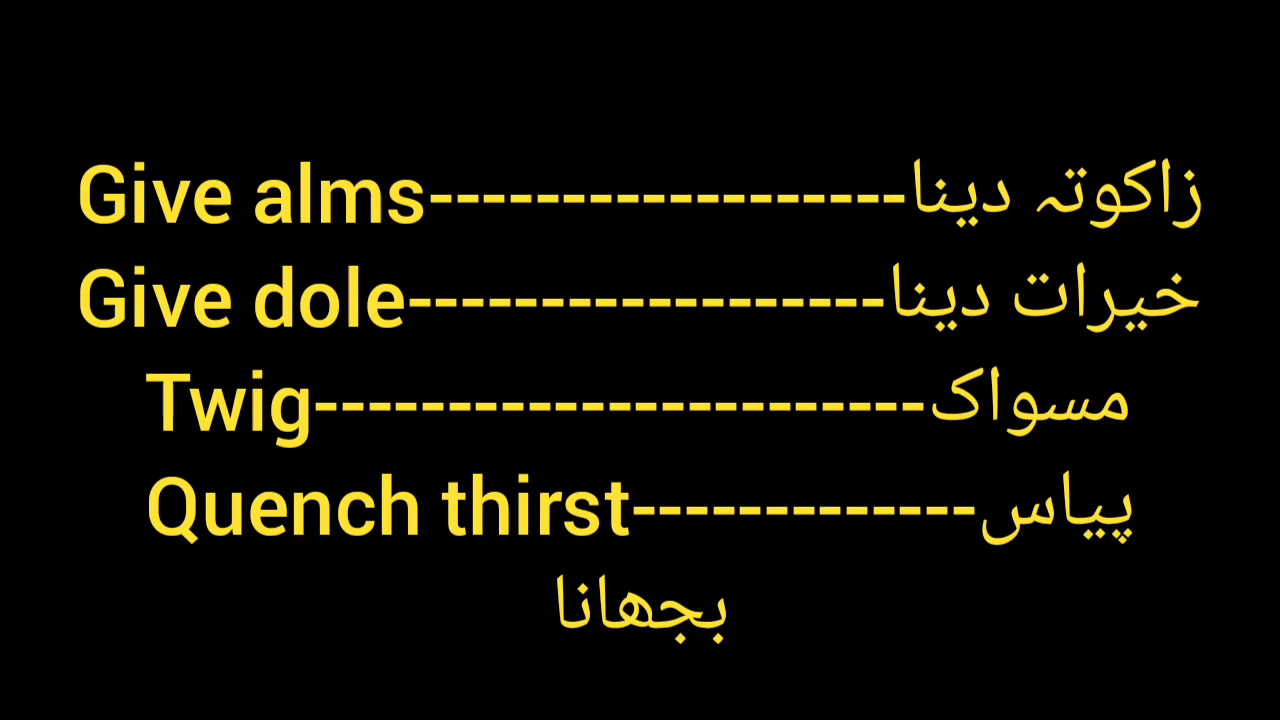 Give alms------------------زاکوتہ دینا
Give dole------------------خیرات دینا
Twig-----------------------مسواک
Quench thirst-------------پیاس
بجھانا